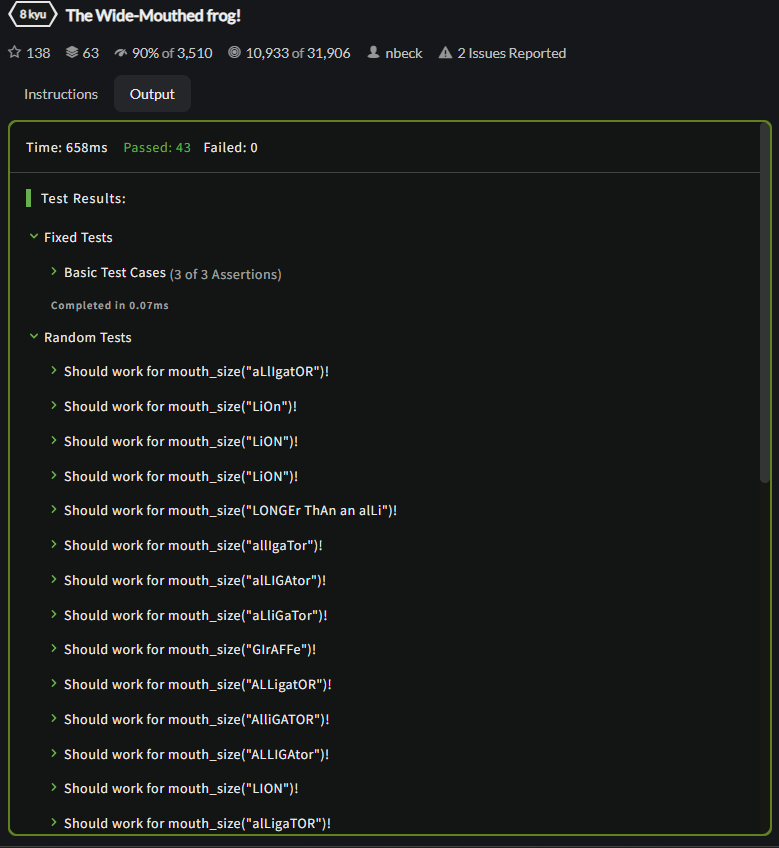 8 kyu The Wide-Mouthed frog!
138 63 90% of 3,510 10,933 of 31,906 nbeck 2 Issues Reported
Instructions Output
Time: 658ms Passed: 43 Failed: 0
Test Results:
Fixed Tests
Basic Test Cases (3 of 3 Assertions)
Completed in 0.07ms
Random Tests
Should work for mouth_size("aLlIgatOR")!
Should work for mouth_size("LiOn")!
Should work for mouth_size("LiON")!
Should work for mouth_size("LiON")!
Should work for mouth_size("LONGEr ThAn an alLi")!
Should work for mouth_size("allIgaTor")!
Should work for mouth_size("alLIGAtor")!
Should work for mouth_size("aLliGaTor")!
Should work for mouth_size("GIrAFFe")!
Should work for mouth_size("ALLigatOR")!
Should work for mouth_size("AlliGATOR")!
Should work for mouth_size("ALLIGAtor")!
Should work for mouth_size("LION")!
Should work for mouth_size("alLigaTOR")!